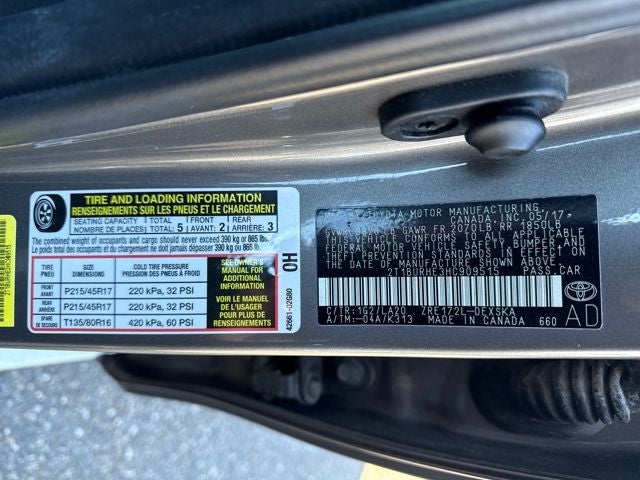 TIRE AND LOADING INFORMATION
RENSEIGNEMENTS SUR LES PNEUS ET LE CHARGEMENT
SEATING CAPACITY TOTAL FRONT REAR
NOMBRE DE PLACES TOTAL: 5 AVANT: 2 ARRIÈRE: 3
The combined weight of occupants and cargo should never exceed 390 kg or 865 lbs.
Le poids total des occupants et du chargement ne doit jamais dépasser 390 kg ou 865 lb.
TIRE PNEU SIZE DIMENSIONS COLD TIRE PRESSURE PRESSION DES PNEUS À FROID
FRONT AVANT P215/45R17 220 kPa, 32 PSI
REAR ARRIÈRE P215/45R17 220 kPa, 32 PSI
SPARE DE SECOURS T135/80R16 420 kPa, 60 PSI
SEE OWNER'S MANUAL FOR ADDITIONAL INFORMATION
VOIR LE MANUEL DE L'USAGER POUR PLUS DE RENSEIGNEMENTS
0H
42661-02G80
MFG. BY TOYOTA MOTOR MANUFACTURING
CANADA INC. 05/17
GAWR FR 2070LB RR 1850LB
THIS VEHICLE CONFORMS TO ALL APPLICABLE
FEDERAL MOTOR VEHICLE SAFETY, BUMPER, AND
THEFT PREVENTION STANDARDS IN EFFECT ON THE DATE
OF MANUFACTURE SHOWN ABOVE.
2T1BURHE3HC909515 PASS.CAR
C/TR:1G2/LA20 ZRE172L-DEXSKA
A/TM:-04A/K313 MADE IN CANADA 660
TOYOTA
AD